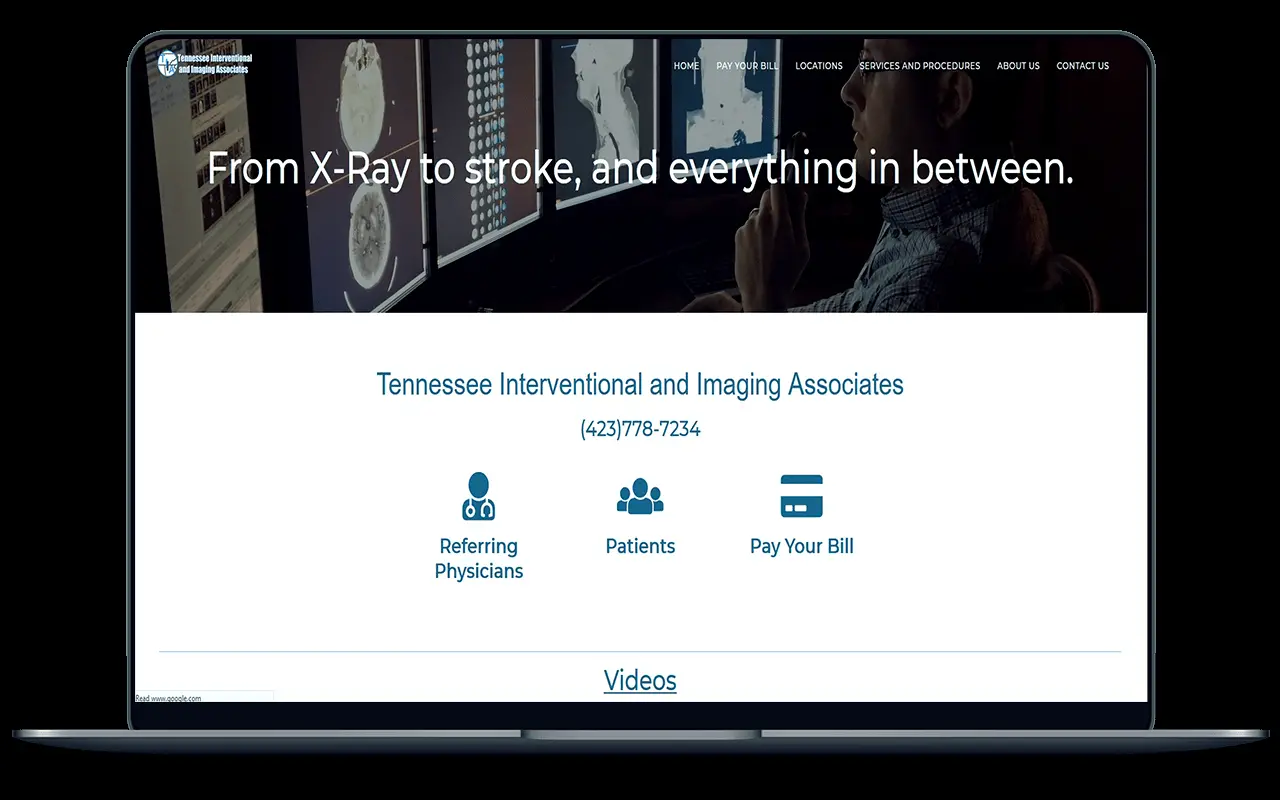 Tennessee Interventional
and Imaging Associates
HOME PAY YOUR BILL LOCATIONS SERVICES AND PROCEDURES ABOUT US CONTACT US
From X-Ray to stroke, and everything in between.
Tennessee Interventional and Imaging Associates
(423)778-7234
Referring
Physicians
Patients
Pay Your Bill
Videos
Read www.google.com